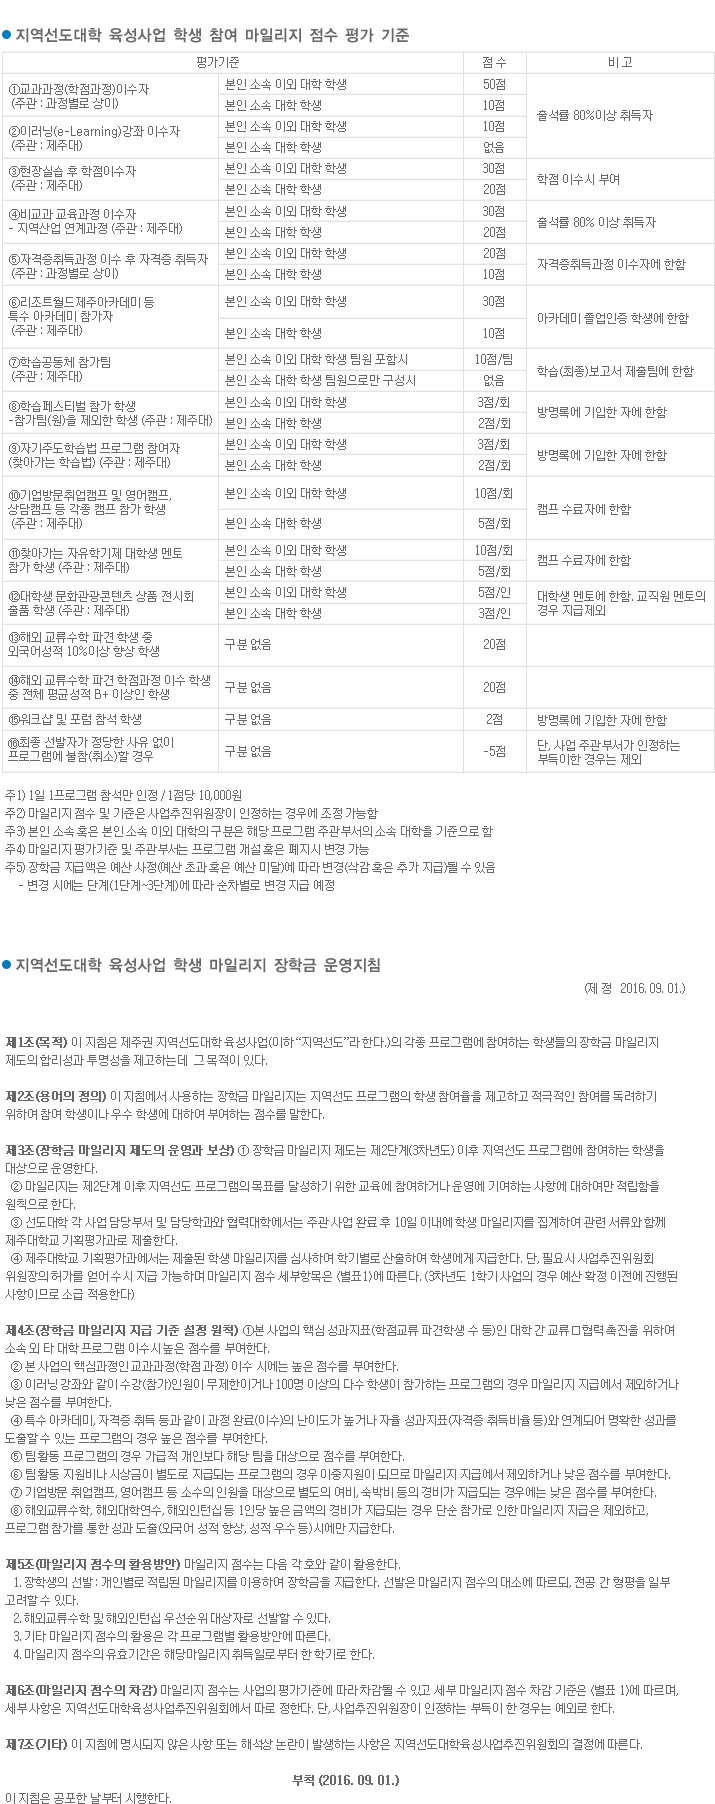 지역선도대학 육성사업 학생 참여 마일리지 점수 평가 기준
평가기준 점 수 비 고
①교과과정(학점과정)이수자
(주관 : 과정별로 상이)
본인 소속 이외 대학 학생 50점
본인 소속 대학 학생 10점
출석률 80%이상 취득자
②이러닝(e-Learning)강좌 이수자
(주관 : 제주대)
본인 소속 이외 대학 학생 10점
본인 소속 대학 학생 없음
③현장실습 후 학점이수자
(주관 : 제주대)
본인 소속 이외 대학 학생 30점
본인 소속 대학 학생 20점
학점 이수시 부여
④비교과 교육과정 이수자
- 지역산업 연계과정 (주관 : 제주대)
본인 소속 이외 대학 학생 30점
본인 소속 대학 학생 20점
출석률 80% 이상 취득자
⑤자격증취득과정 이수 후 자격증 취득자
(주관 : 과정별로 상이)
본인 소속 이외 대학 학생 20점
본인 소속 대학 학생 10점
자격증취득과정 이수자에 한함
⑥리조트월드제주아카데미 등
특수 아카데미 참가자
(주관 : 제주대)
본인 소속 이외 대학 학생 30점
본인 소속 대학 학생 10점
아카데미 졸업인증 학생에 한함
⑦학습공동체 참가팀
(주관 : 제주대)
본인 소속 이외 대학 학생 팀원 포함시 10점/팀
본인 소속 대학 학생 팀원으로만 구성시 없음
학습(최종)보고서 제출팀에 한함
⑧학습페스티벌 참가 학생
-참가팀(원)을 제외한 학생 (주관 : 제주대)
본인 소속 이외 대학 학생 3점/회
본인 소속 대학 학생 2점/회
방명록에 기입한 자에 한함
⑨자기주도학습법 프로그램 참여자
(찾아가는 학습법) (주관 : 제주대)
본인 소속 이외 대학 학생 3점/회
본인 소속 대학 학생 2점/회
방명록에 기입한 자에 한함
⑩기업방문취업캠프 및 영어캠프,
상담캠프 등 각종 캠프 참가 학생
(주관 : 제주대)
본인 소속 이외 대학 학생 10점/회
본인 소속 대학 학생 5점/회
캠프 수료자에 한함
⑪찾아가는 자유학기제 대학생 멘토
참가 학생 (주관 : 제주대)
본인 소속 이외 대학 학생 10점/회
본인 소속 대학 학생 5점/회
캠프 수료자에 한함
⑫대학생 문화관광콘텐츠 상품 전시회
출품 학생 (주관 : 제주대)
본인 소속 이외 대학 학생 5점/인
본인 소속 대학 학생 3점/인
대학생 멘토에 한함. 교직원 멘토의
경우 지급제외
⑬해외 교류수학 파견 학생 중
외국어성적 10%이상 향상 학생
구분 없음 20점
⑭해외 교류수학 파견 학점과정 이수 학생
중 전체 평균성적 B+ 이상인 학생
구분 없음 20점
⑮워크샵 및 포럼 참석 학생 구분 없음 2점 방명록에 기입한 자에 한함
⑯최종 선발자가 정당한 사유 없이
프로그램에 불참(취소)할 경우
구분 없음 -5점
단, 사업 주관부서가 인정하는
부득이한 경우는 제외
주1) 1일 1프로그램 참석만 인정 / 1점당 10,000원
주2) 마일리지 점수 및 기준은 사업추진위원장이 인정하는 경우에 조정 가능함
주3) 본인 소속 혹은 본인 소속 이외 대학의 구분은 해당 프로그램 주관부서의 소속 대학을 기준으로 함
주4) 마일리지 평가기준 및 주관부서는 프로그램 개설 혹은 폐지시 변경 가능
주5) 장학금 지급액은 예산 사정(예산 초과 혹은 예산 미달)에 따라 변경(삭감 혹은 추가 지급)될 수 있음
- 변경 시에는 단계(1단계~3단계)에 따라 순차별로 변경 지급 예정
지역선도대학 육성사업 학생 마일리지 장학금 운영지침
(제 정 2016. 09. 01.)
제1조(목적) 이 지침은 제주권 지역선도대학 육성사업(이하 “지역선도”라 한다.)의 각종 프로그램에 참여하는 학생들의 장학금 마일리지
제도의 합리성과 투명성을 제고하는데 그 목적이 있다.
제2조(용어의 정의) 이 지침에서 사용하는 장학금 마일리지는 지역선도 프로그램의 학생 참여율을 제고하고 적극적인 참여를 독려하기
위하여 참여 학생이나 우수 학생에 대하여 부여하는 점수를 말한다.
제3조(장학금 마일리지 제도의 운영과 보상) ① 장학금 마일리지 제도는 제2단계(3차년도) 이후 지역선도 프로그램에 참여하는 학생을
대상으로 운영한다.
② 마일리지는 제2단계 이후 지역선도 프로그램의 목표를 달성하기 위한 교육에 참여하거나 운영에 기여하는 사항에 대하여만 적립함을
원칙으로 한다.
③ 선도대학 각 사업 담당부서 및 담당학과와 협력대학에서는 주관 사업 완료 후 10일 이내에 학생 마일리지를 집계하여 관련 서류와 함께
제주대학교 기획평가과로 제출한다.
④ 제주대학교 기획평가과에서는 제출된 학생 마일리지를 심사하여 학기별로 산출하여 학생에게 지급한다. 단, 필요시 사업추진위원회
위원장의 허가를 얻어 수시 지급 가능하며 마일리지 점수 세부항목은 <별표1>에 따른다. (3차년도 1학기 사업의 경우 예산 확정 이전에 진행된
사항이므로 소급 적용한다)
제4조(장학금 마일리지 지급 기준 설정 원칙) ①본 사업의 핵심 성과지표(학점교류 파견학생 수 등)인 대학 간 교류□협력 촉진을 위하여
소속 외 타 대학 프로그램 이수시 높은 점수를 부여한다.
② 본 사업의 핵심과정인 교과과정(학점 과정) 이수 시에는 높은 점수를 부여한다.
③ 이러닝 강좌와 같이 수강(참가)인원이 무제한이거나 100명 이상의 다수 학생이 참가하는 프로그램의 경우 마일리지 지급에서 제외하거나
낮은 점수를 부여한다.
④ 특수 아카데미, 자격증 취득 등과 같이 과정 완료(이수)의 난이도가 높거나 자율 성과지표(자격증 취득비율 등)와 연계되어 명확한 성과를
도출할 수 있는 프로그램의 경우 높은 점수를 부여한다.
⑤ 팀 활동 프로그램의 경우 가급적 개인보다 해당 팀을 대상으로 점수를 부여한다.
⑥ 팀 활동 지원비나 시상금이 별도로 지급되는 프로그램의 경우 이중지원이 되므로 마일리지 지급에서 제외하거나 낮은 점수를 부여한다.
⑦ 기업방문 취업캠프, 영어캠프 등 소수의 인원을 대상으로 별도의 여비, 숙박비 등의 경비가 지급되는 경우에는 낮은 점수를 부여한다.
⑧ 해외교류수학, 해외대학연수, 해외인턴십 등 1인당 높은 금액의 경비가 지급되는 경우 단순 참가로 인한 마일리지 지급은 제외하고,
프로그램 참가를 통한 성과 도출(외국어 성적 향상, 성적 우수 등)시에만 지급한다.
제5조(마일리지 점수의 활용방안) 마일리지 점수는 다음 각 호와 같이 활용한다.
1. 장학생의 선발 : 개인별로 적립된 마일리지를 이용하여 장학금을 지급한다. 선발은 마일리지 점수의 대소에 따르되, 전공 간 형평을 일부
고려할 수 있다.
2. 해외교류수학 및 해외인턴십 우선순위 대상자로 선발할 수 있다.
3. 기타 마일리지 점수의 활용은 각 프로그램별 활용방안에 따른다.
4. 마일리지 점수의 유효기간은 해당마일리지 취득일로부터 한 학기로 한다.
제6조(마일리지 점수의 차감) 마일리지 점수는 사업의 평가기준에 따라 차감될 수 있고 세부 마일리지 점수 차감 기준은 <별표 1>에 따르며,
세부 사항은 지역선도대학육성사업추진위원회에서 따로 정한다. 단, 사업추진위원장이 인정하는 부득이 한 경우는 예외로 한다.
제7조(기타) 이 지침에 명시되지 않은 사항 또는 해석상 논란이 발생하는 사항은 지역선도대학육성사업추진위원회의 결정에 따른다.
부칙 (2016. 09. 01.)
이 지침은 공포한 날부터 시행한다.